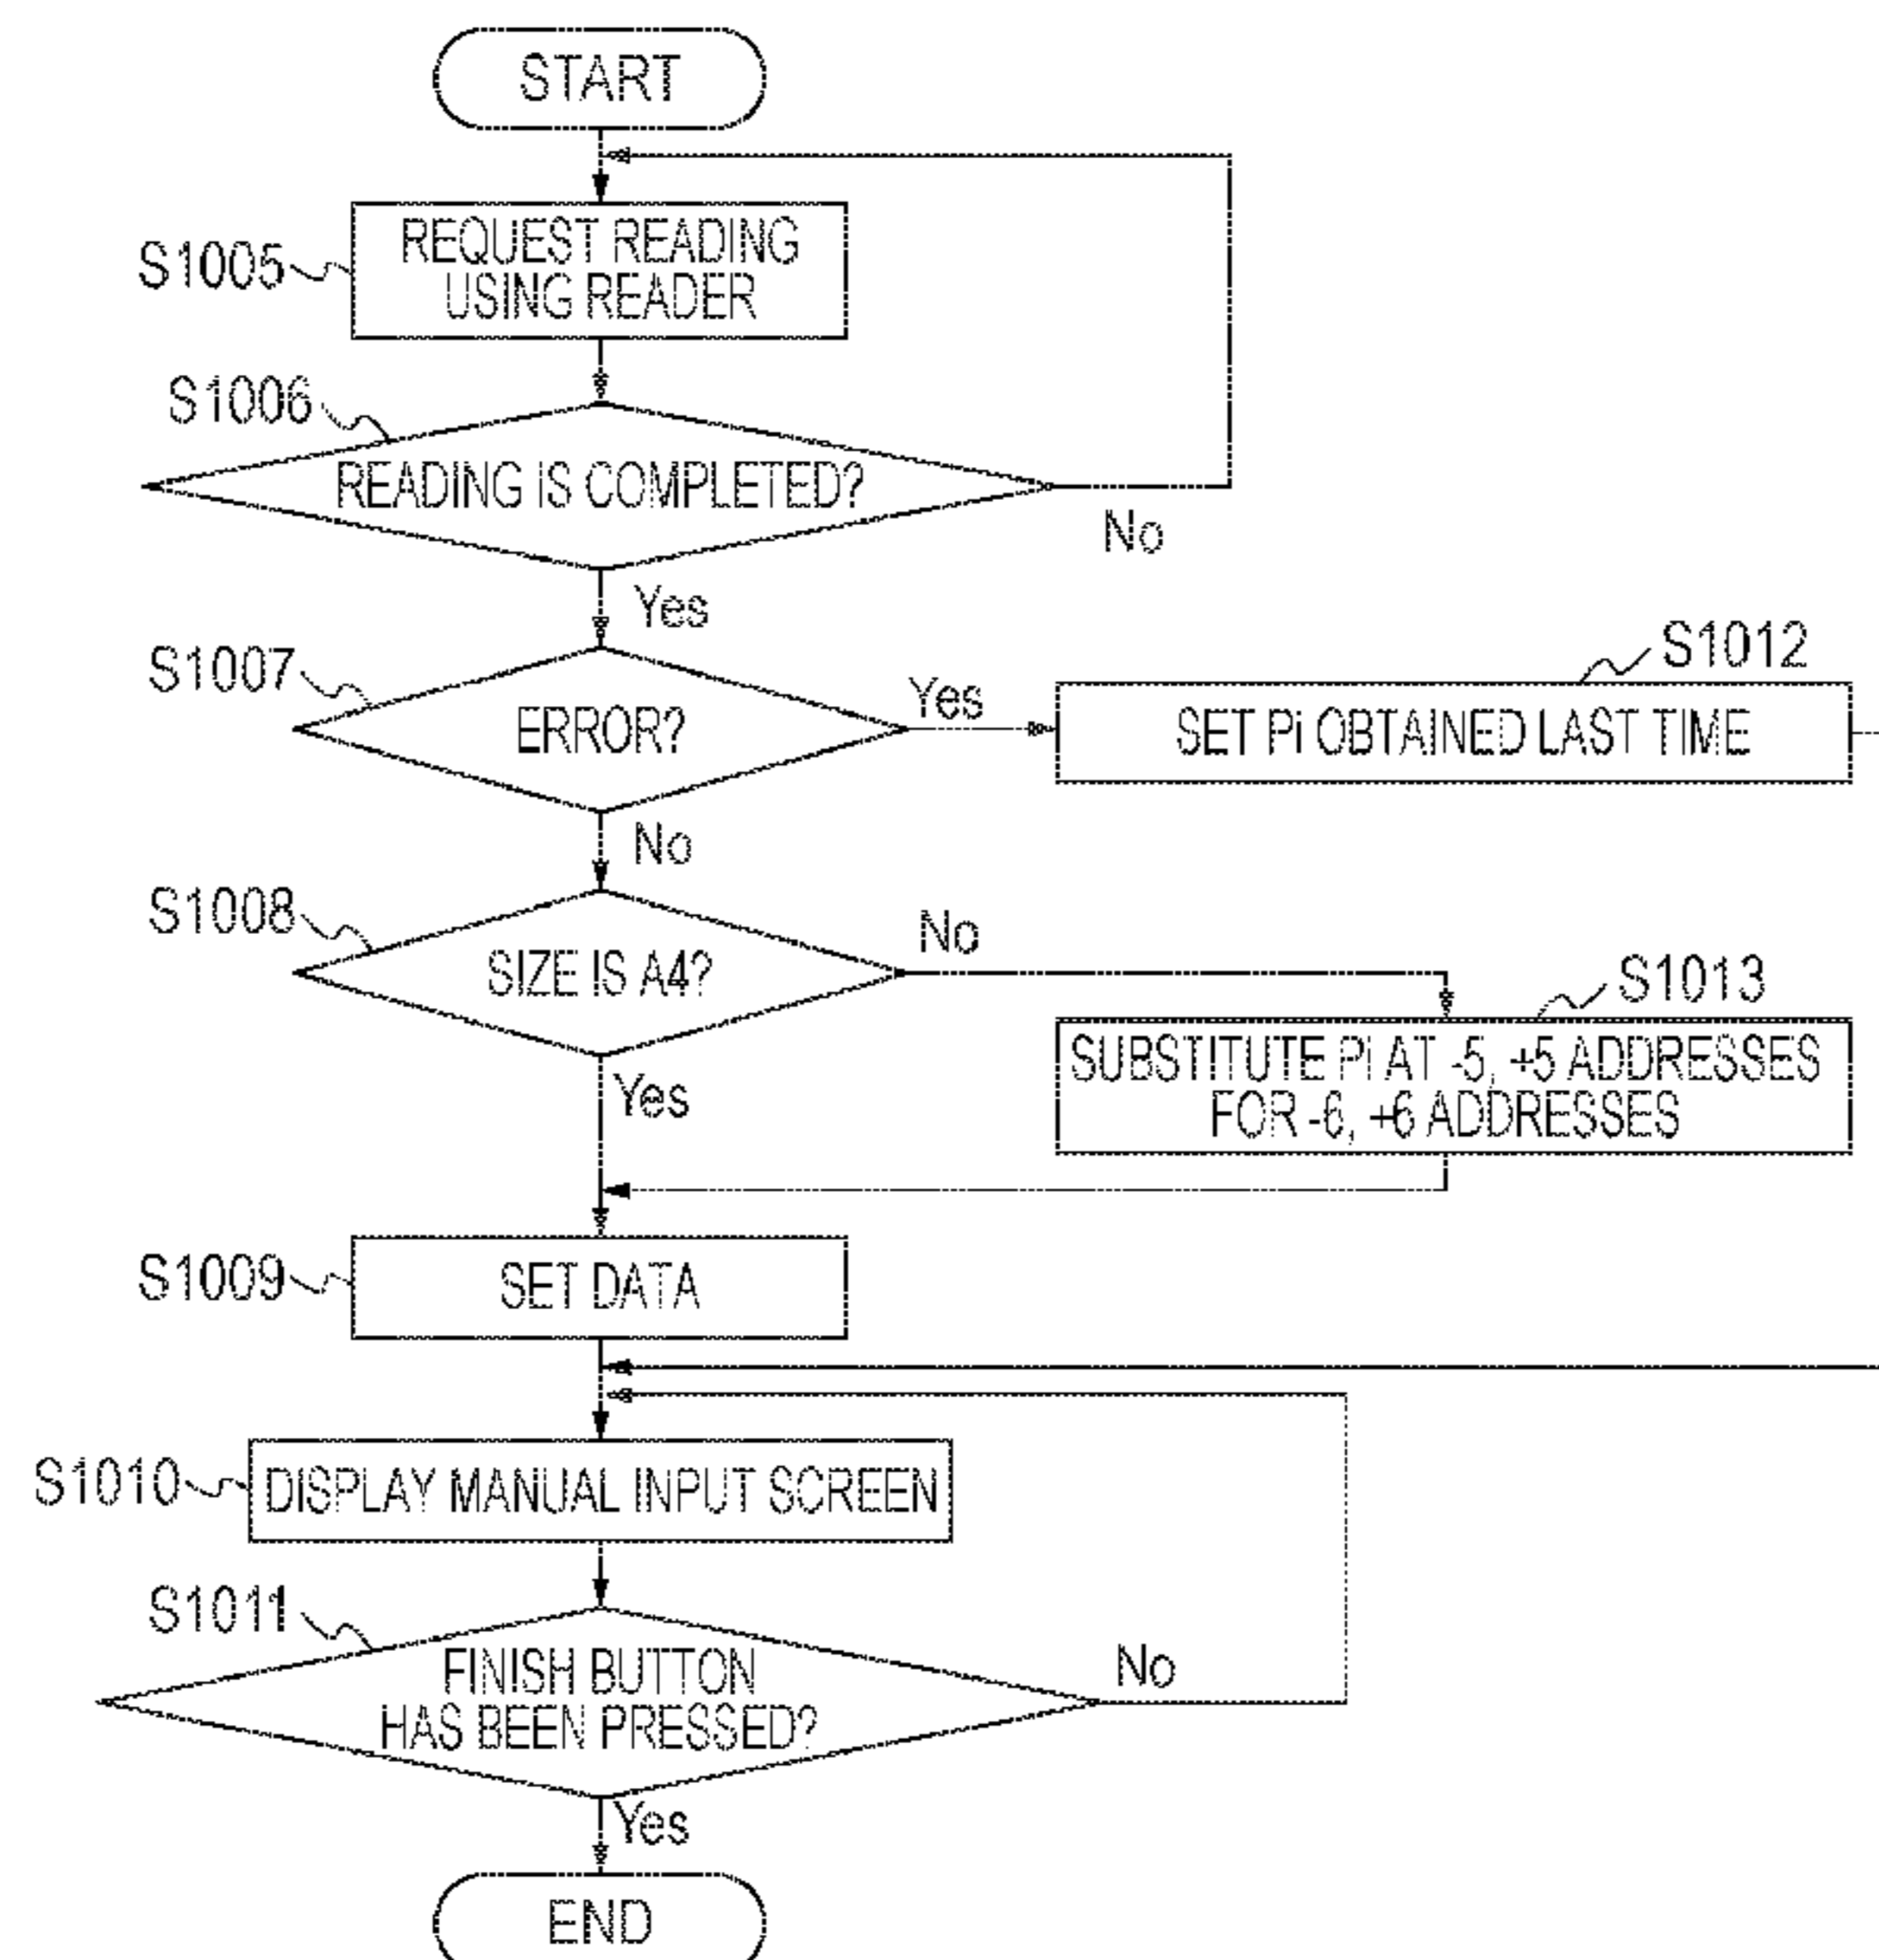 START
S1005
REQUEST READING
USING READER
S1006
READING IS COMPLETED?
No
Yes
S1007
ERROR?
Yes
S1012
SET Pi OBTAINED LAST TIME
No
S1008
SIZE IS A4?
No
S1013
SUBSTITUTE Pi AT -5, +5 ADDRESSES
FOR -6, +6 ADDRESSES
Yes
S1009
SET DATA
S1010
DISPLAY MANUAL INPUT SCREEN
S1011
FINISH BUTTON
HAS BEEN PRESSED?
No
Yes
END